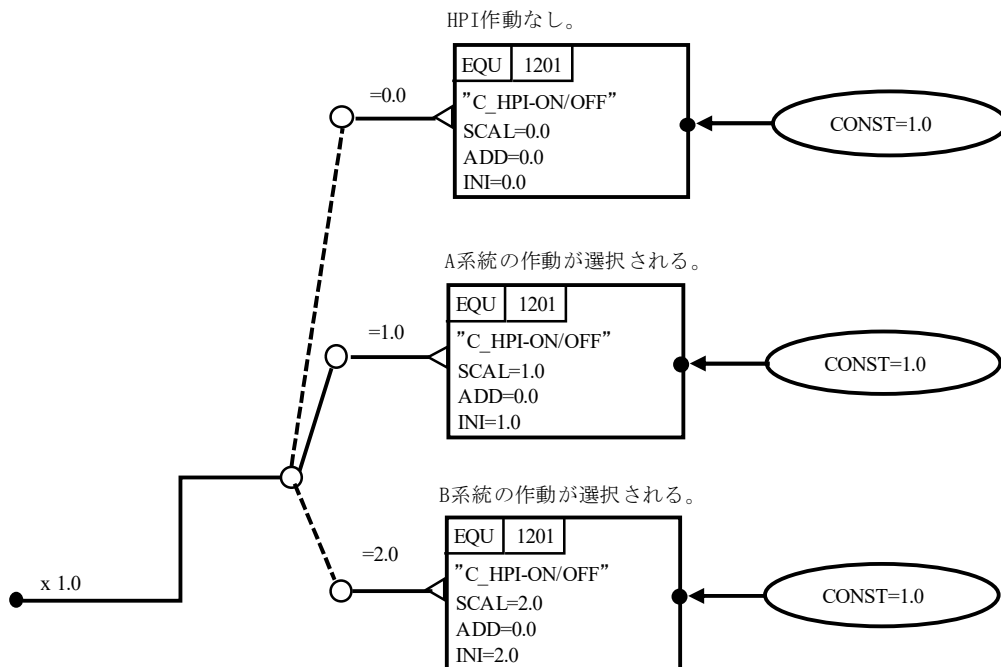 HPI作動なし。
EQU 1201
=0.0
”C_HPI-ON/OFF”
SCAL=0.0
ADD=0.0
INI=0.0
CONST=1.0
A系統の作動が選択される。
EQU 1201
=1.0
”C_HPI-ON/OFF”
SCAL=1.0
ADD=0.0
INI=1.0
CONST=1.0
B系統の作動が選択される。
EQU 1201
=2.0
”C_HPI-ON/OFF”
SCAL=2.0
ADD=0.0
INI=2.0
CONST=1.0
x 1.0